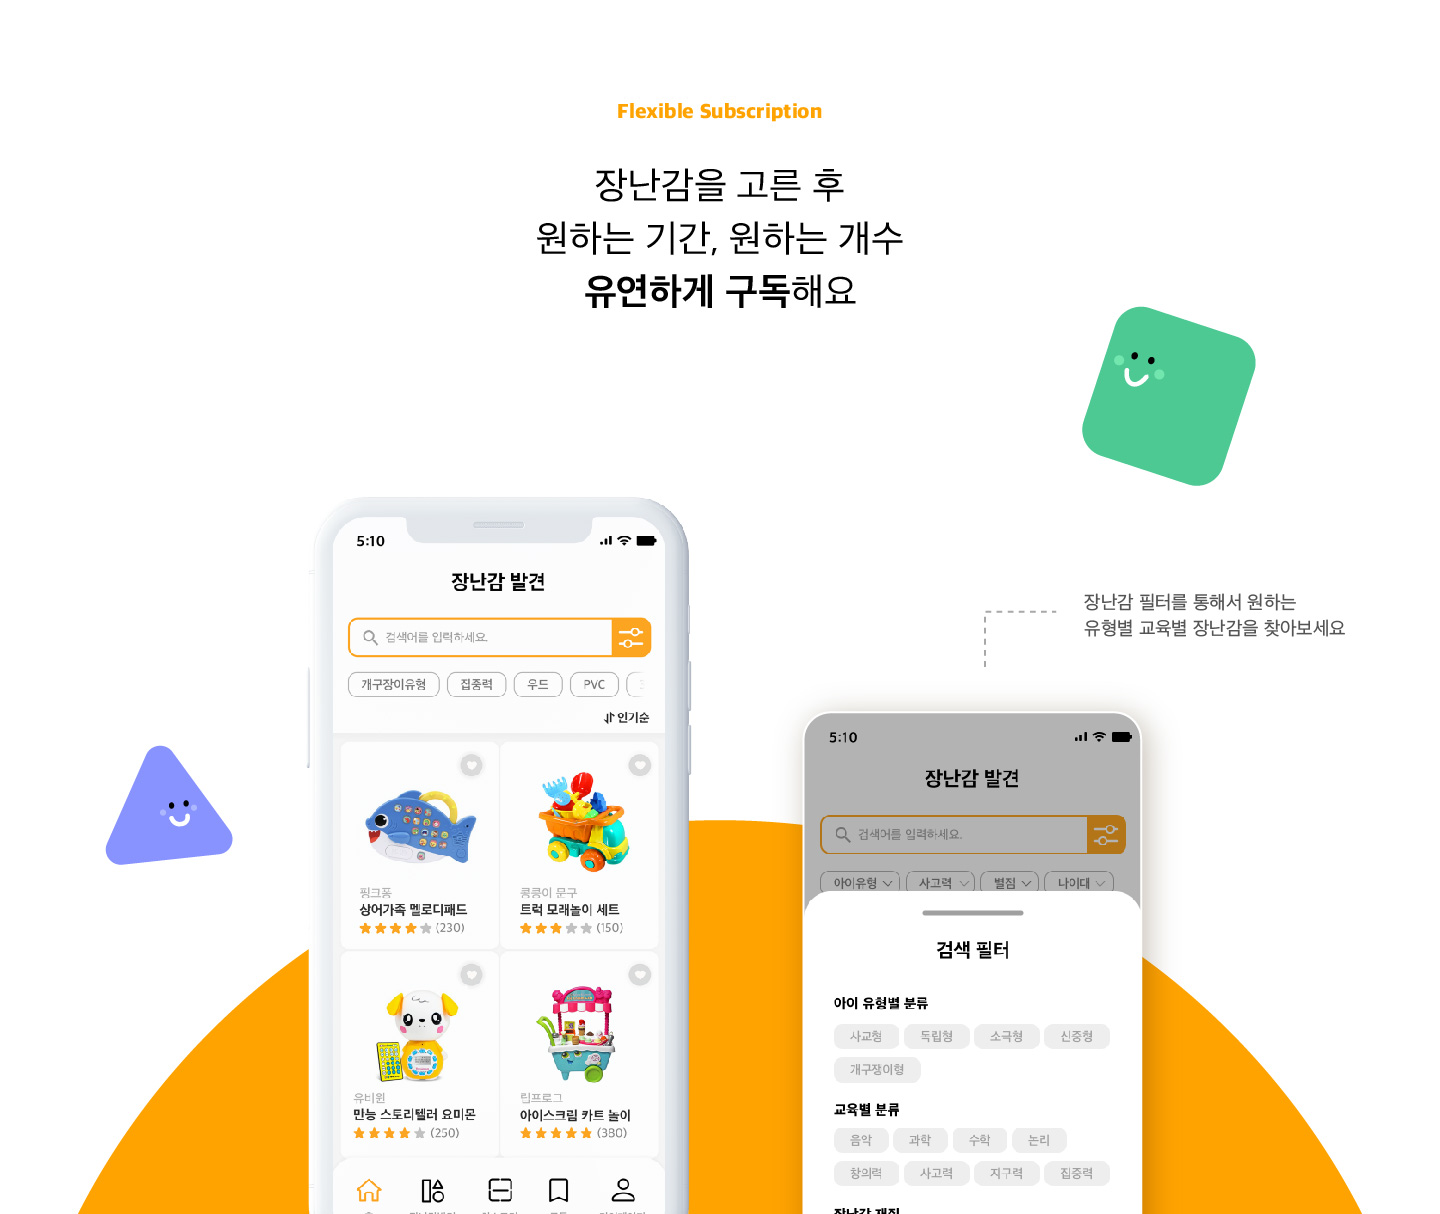 Flexible Subscription
장난감을 고른 후
원하는 기간, 원하는 개수
유연하게 구독해요
5:10
장난감 발견
검색어를 입력하세요.
개구장이유형 집중력 우드 PVC
인기순
핑크퐁
상어가족 멜로디패드
(230)
콩콩이 문구
트럭 모래놀이 세트
(150)
유비윈
만능 스토리텔러 요미몬
(250)
립프로그
아이스크림 카트 놀이
(380)
장난감 필터를 통해서 원하는
유형별 교육별 장난감을 찾아보세요
5:10
장난감 발견
검색어를 입력하세요.
아이유형 사고력 별점 나이대
검색 필터
아이 유형별 분류
사교형 독립형 소극형 신중형
개구장이형
교육별 분류
음악 과학 수학 논리
창의력 사고력 지구력 집중력
장난감 재질